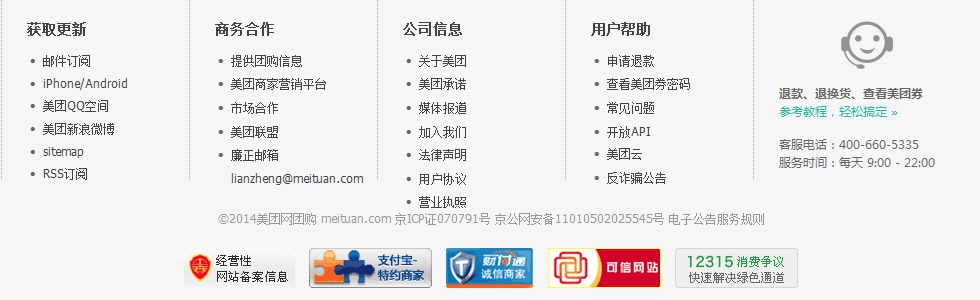 获取更新
• 邮件订阅
• iPhone/Android
• 美团QQ空间
• 美团新浪微博
• sitemap
• RSS订阅
商务合作
• 提供团购信息
• 美团商家营销平台
• 市场合作
• 美团联盟
• 廉正邮箱
lianzheng@meituan.com
公司信息
• 关于美团
• 美团承诺
• 媒体报道
• 加入我们
• 法律声明
• 用户协议
• 营业执照
用户帮助
• 申请退款
• 查看美团券密码
• 常见问题
• 开放API
• 美团云
• 反诈骗公告
退款、退换货、查看美团券
参考教程，轻松搞定 »
客服电话：400-660-5335
服务时间：每天 9:00 - 22:00
©2014美团网团购 meituan.com 京ICP证070791号 京公网安备11010502025545号 电子公告服务规则
经营性
网站备案信息
支付宝-
特约商家
财付通
诚信商家
可信网站
12315 消费争议
快速解决绿色通道